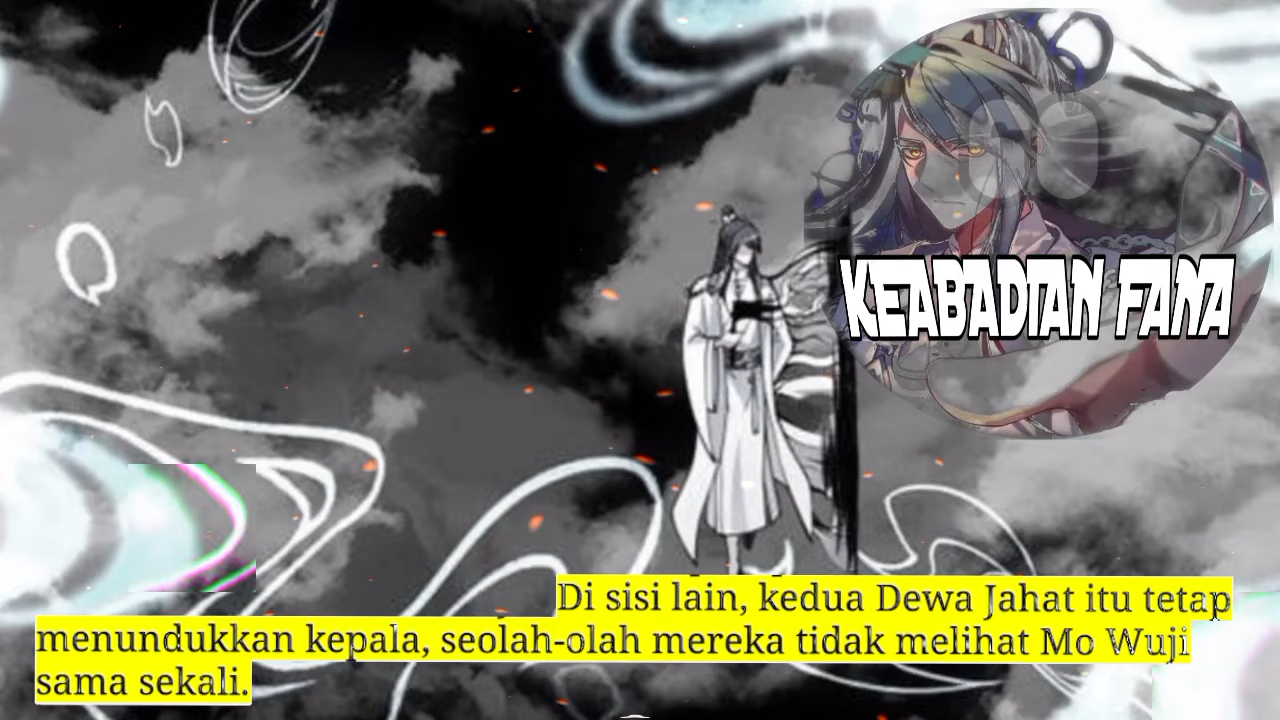 KEABADIAN FANA
Di sisi lain, kedua Dewa Jahat itu tetap
menundukkan kepala, seolah-olah mereka tidak melihat Mo Wuji
sama sekali.